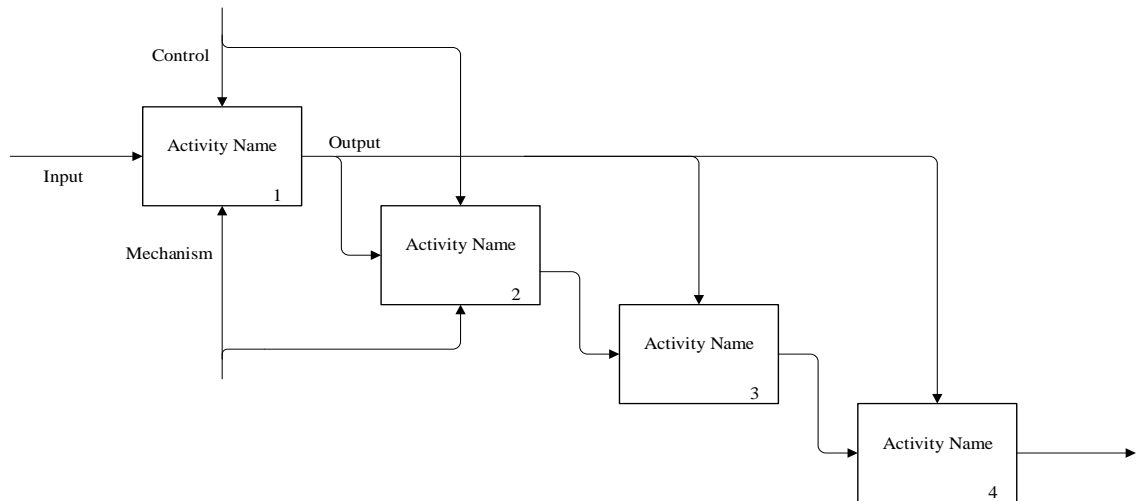 Control
Activity Name
Output
Input
1
Mechanism
Activity Name
2
Activity Name
3
Activity Name
4